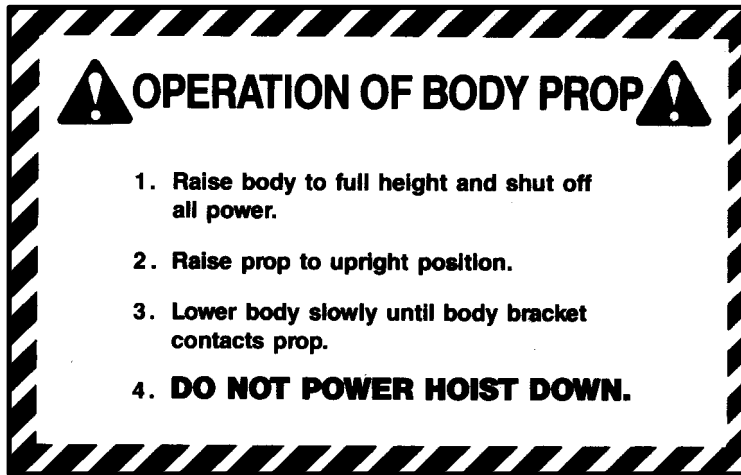 OPERATION OF BODY PROP
1. Raise body to full height and shut off
all power.
2. Raise prop to upright position.
3. Lower body slowly until body bracket
contacts prop.
4. DO NOT POWER HOIST DOWN.